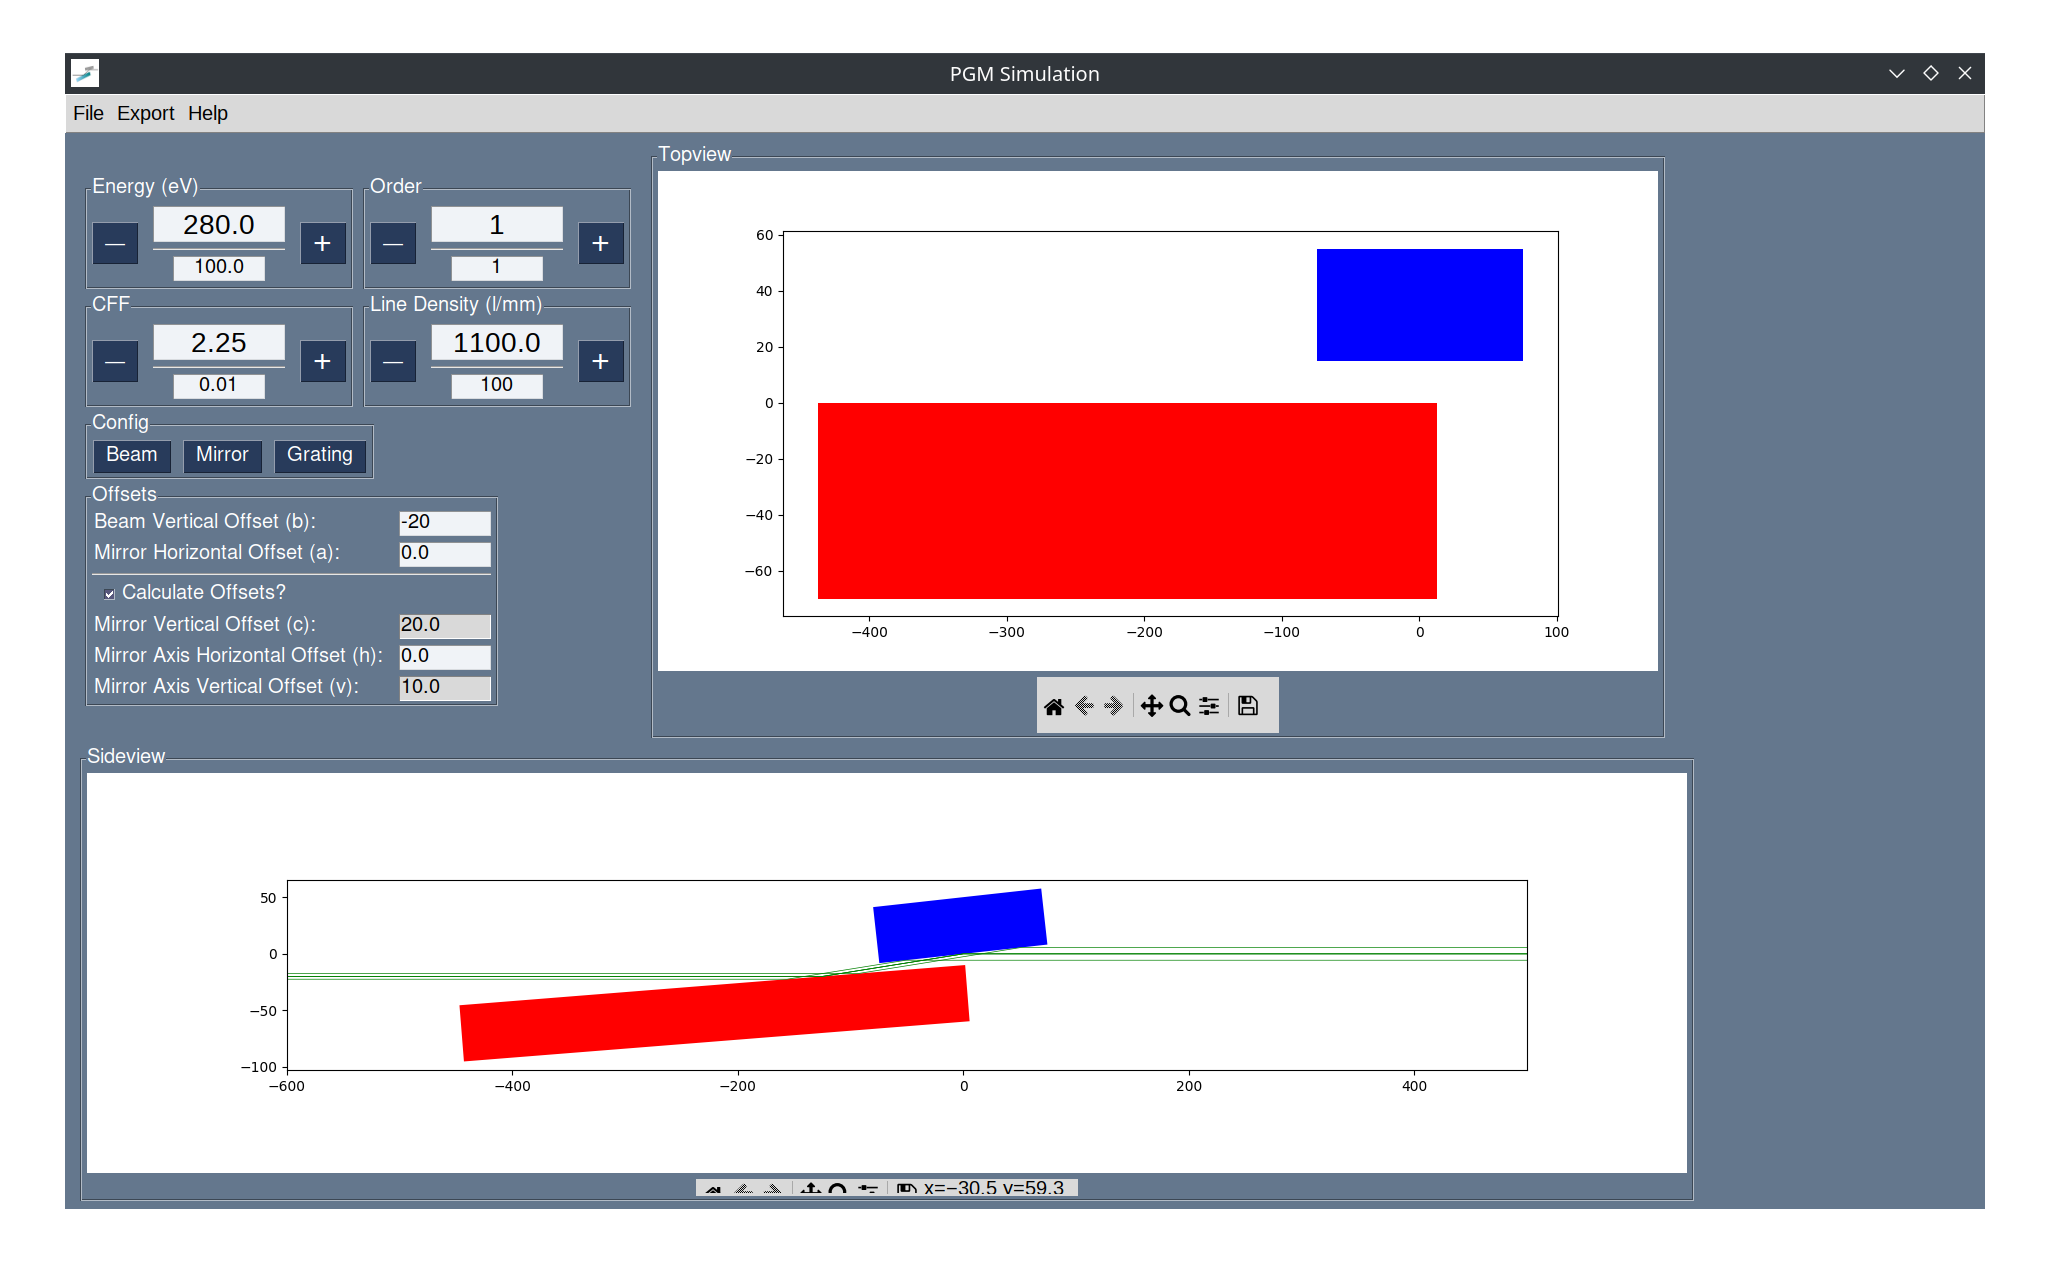 PGM Simulation
File Export Help
Energy (eV)
280.0
100.0
Order
1
1
CFF
2.25
0.01
Line Density (l/mm)
1100.0
100
Config
Beam Mirror Grating
Offsets
Beam Vertical Offset (b): -20
Mirror Horizontal Offset (a): 0.0
Calculate Offsets?
Mirror Vertical Offset (c): 20.0
Mirror Axis Horizontal Offset (h): 0.0
Mirror Axis Vertical Offset (v): 10.0
Topview
60
40
20
0
−20
−40
−60
−400 −300 −200 −100 0 100
Sideview
50
0
−50
−100
−600 −400 −200 0 200 400
x=−30.5 y=59.3